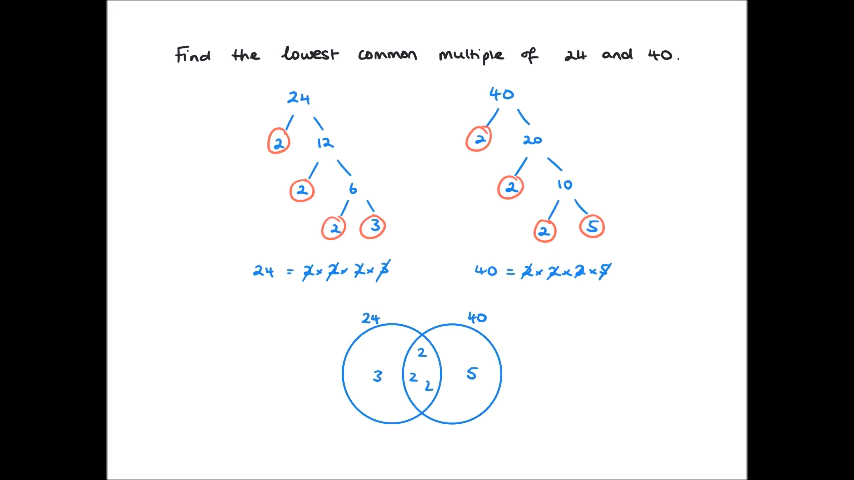 Find the lowest common multiple of 24 and 40.
24 40
2 12 2 20
2 6 2 10
2 3 2 5
24 = 2 × 2 × 2 × 3 40 = 2 × 2 × 2 × 5
24 40
2
3 2 2 5